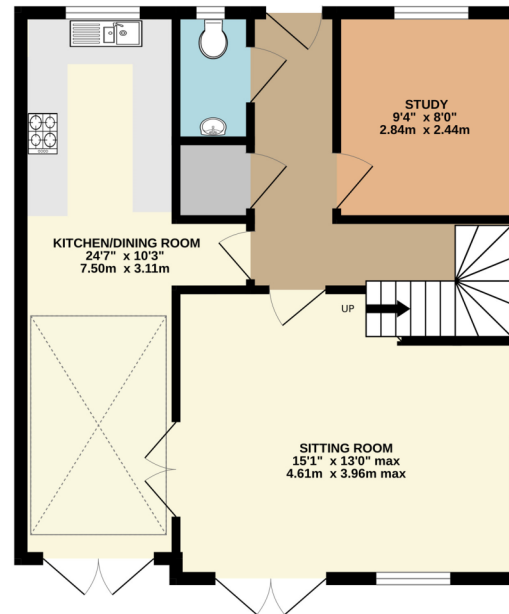 STUDY
9'4" x 8'0"
2.84m x 2.44m
KITCHEN/DINING ROOM
24'7" x 10'3"
7.50m x 3.11m
UP
SITTING ROOM
15'1" x 13'0" max
4.61m x 3.96m max